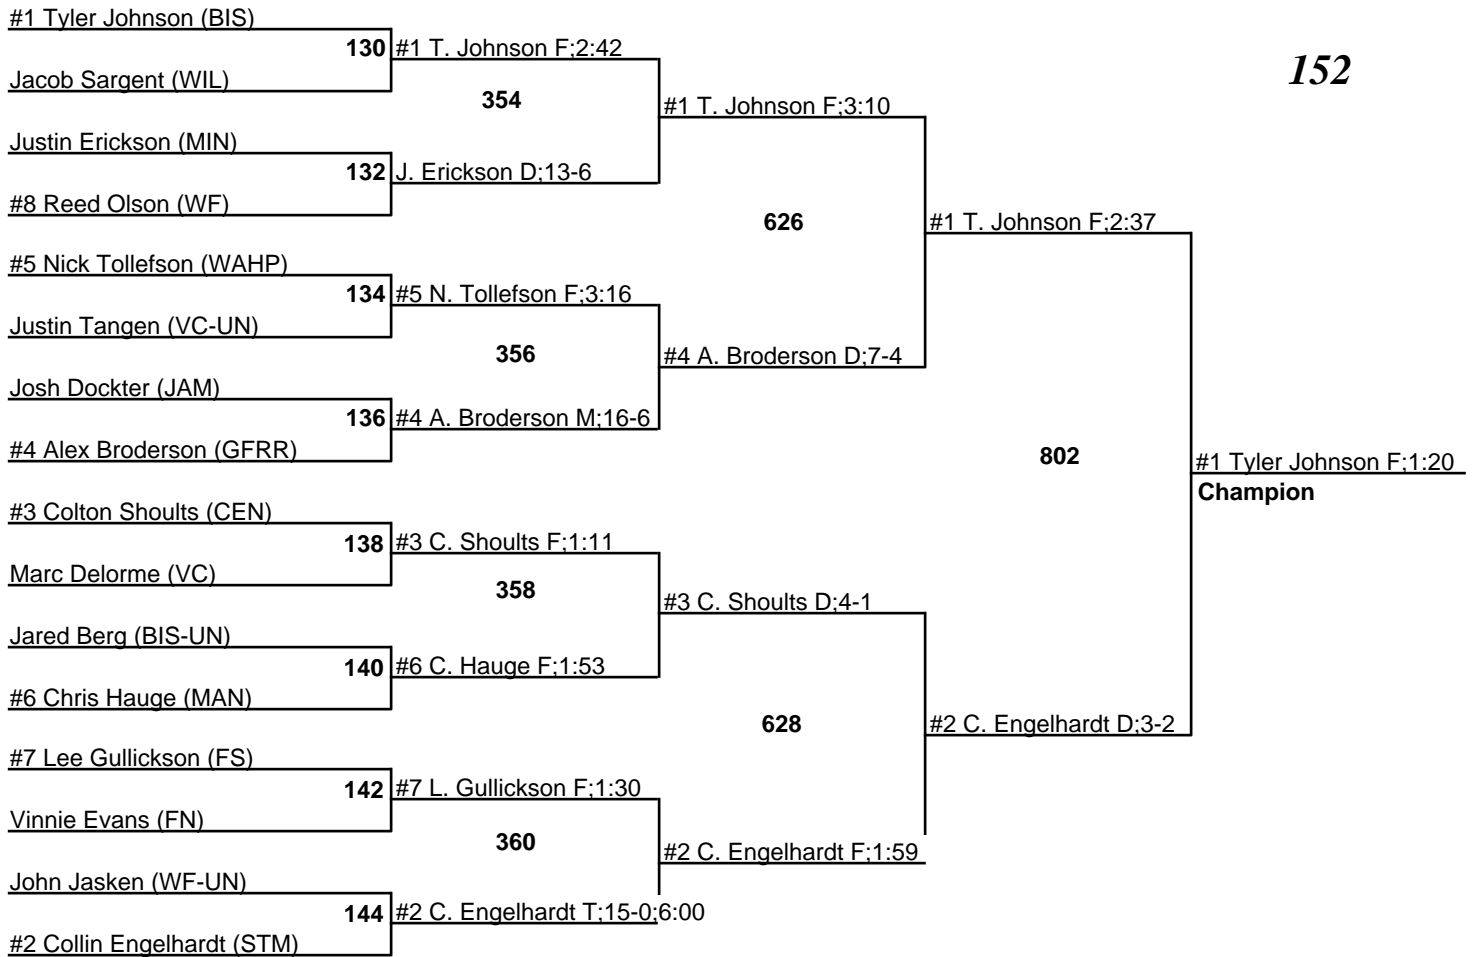 #1 Tyler Johnson (BIS)
130 #1 T. Johnson F;2:42
152
Jacob Sargent (WIL)
354
#1 T. Johnson F;3:10
Justin Erickson (MIN)
132 J. Erickson D;13-6
#8 Reed Olson (WF)
626
#1 T. Johnson F;2:37
#5 Nick Tollefson (WAHP)
134 #5 N. Tollefson F;3:16
Justin Tangen (VC-UN)
356
#4 A. Broderson D;7-4
Josh Dockter (JAM)
136 #4 A. Broderson M;16-6
#4 Alex Broderson (GFRR)
802
#1 Tyler Johnson F;1:20
Champion
#3 Colton Shoults (CEN)
138 #3 C. Shoults F;1:11
Marc Delorme (VC)
358
#3 C. Shoults D;4-1
Jared Berg (BIS-UN)
140 #6 C. Hauge F;1:53
#6 Chris Hauge (MAN)
628
#2 C. Engelhardt D;3-2
#7 Lee Gullickson (FS)
142 #7 L. Gullickson F;1:30
Vinnie Evans (FN)
360
#2 C. Engelhardt F;1:59
John Jasken (WF-UN)
144 #2 C. Engelhardt T;15-0;6:00
#2 Collin Engelhardt (STM)